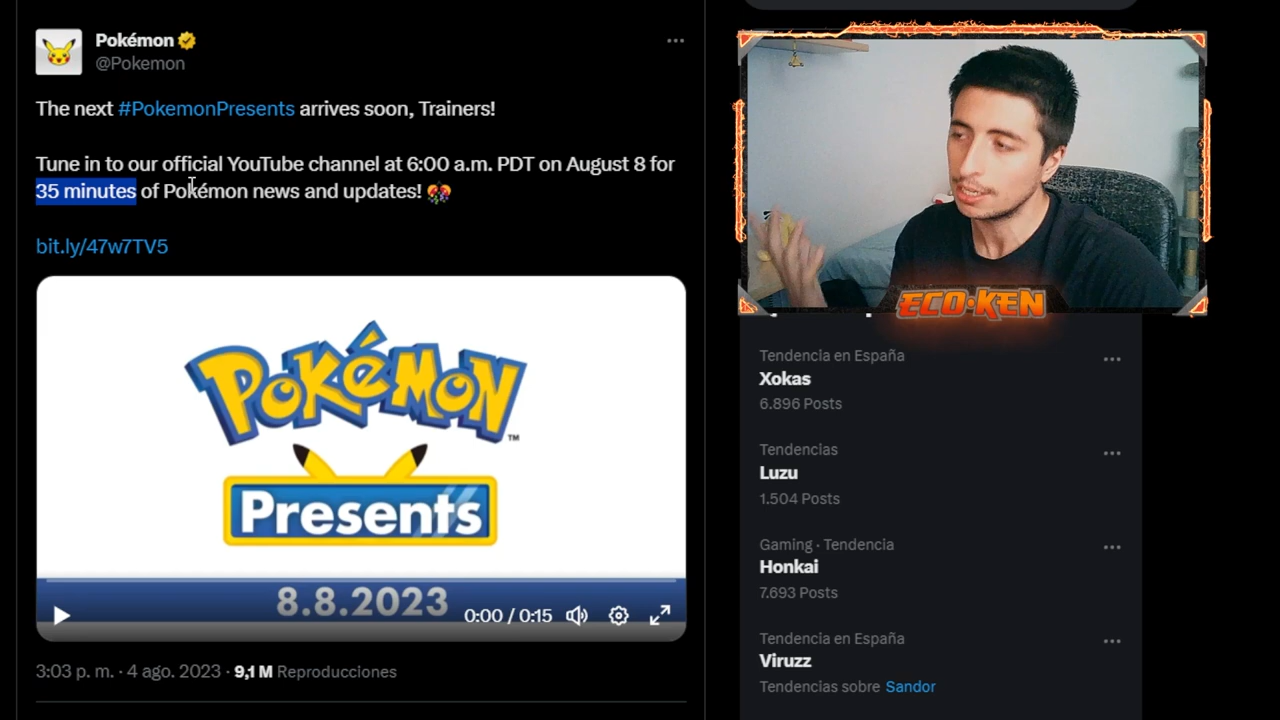 Pokémon
@Pokemon
The next #PokemonPresents arrives soon, Trainers!
Tune in to our official YouTube channel at 6:00 a.m. PDT on August 8 for
35 minutes of Pokémon news and updates!
bit.ly/47w7TV5
POKéMON
TM
Presents
8.8.2023
0:00 / 0:15
3:03 p. m. · 4 ago. 2023 · 9,1 M Reproducciones
ECO·KEN
Tendencia en España
Xokas
6.896 Posts
Tendencias
Luzu
1.504 Posts
Gaming · Tendencia
Honkai
7.693 Posts
Tendencia en España
Viruzz
Tendencias sobre Sandor